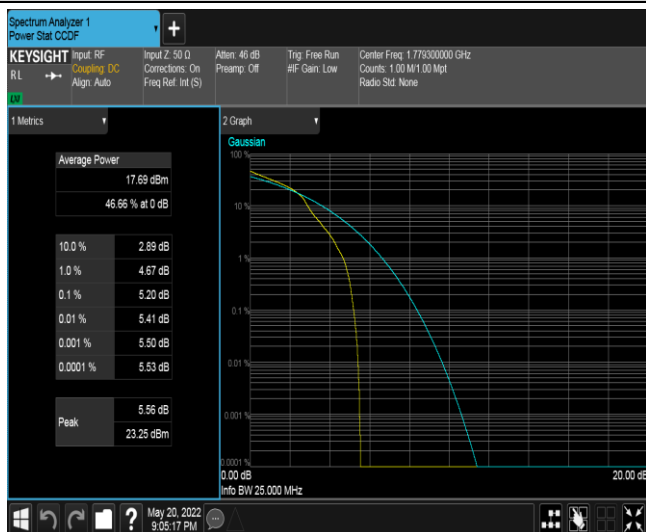 Spectrum Analyzer 1
Power Stat CCDF
+
KEYSIGHT
RL
Input: RF
Coupling: DC
Align: Auto
Input Z: 50 Ω
Corrections: On
Freq Ref: Int (S)
Atten: 46 dB
Preamp: Off
Trig: Free Run
#IF Gain: Low
Center Freq: 1.779300000 GHz
Counts: 1.00 M/1.00 Mpt
Radio Std: None
1 Metrics
Average Power
17.69 dBm
46.66 % at 0 dB
10.0 % 2.89 dB
1.0 % 4.67 dB
0.1 % 5.20 dB
0.01 % 5.41 dB
0.001 % 5.50 dB
0.0001 % 5.53 dB
Peak 5.56 dB
23.25 dBm
2 Graph
Gaussian
100 %
10 %
1 %
0.1 %
0.01 %
0.001 %
0.0001 %
0.00 dB 20.00 dB
Info BW 25.000 MHz
? May 20, 2022
9:05:17 PM